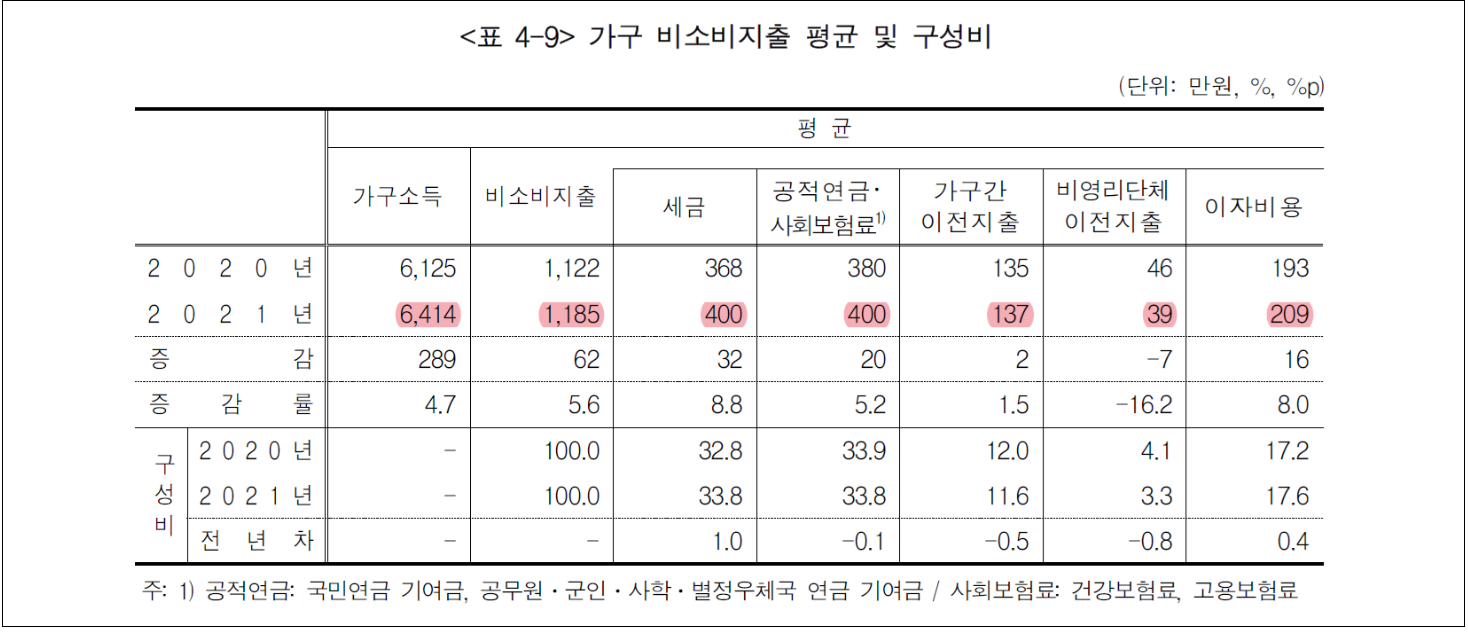 <표 4-9> 가구 비소비지출 평균 및 구성비
(단위: 만원, %, %p)
평 균
가구소득 비소비지출 세금 공적연금· 사회보험료1) 가구간 이전지출 비영리단체 이전지출 이자비용
2 0 2 0 년 6,125 1,122 368 380 135 46 193
2 0 2 1 년 6,414 1,185 400 400 137 39 209
증 감 289 62 32 20 2 -7 16
증 감 률 4.7 5.6 8.8 5.2 1.5 -16.2 8.0
구성비 2 0 2 0 년 - 100.0 32.8 33.9 12.0 4.1 17.2
2 0 2 1 년 - 100.0 33.8 33.8 11.6 3.3 17.6
전 년 차 - - 1.0 -0.1 -0.5 -0.8 0.4
주: 1) 공적연금: 국민연금 기여금, 공무원·군인·사학·별정우체국 연금 기여금 / 사회보험료: 건강보험료, 고용보험료